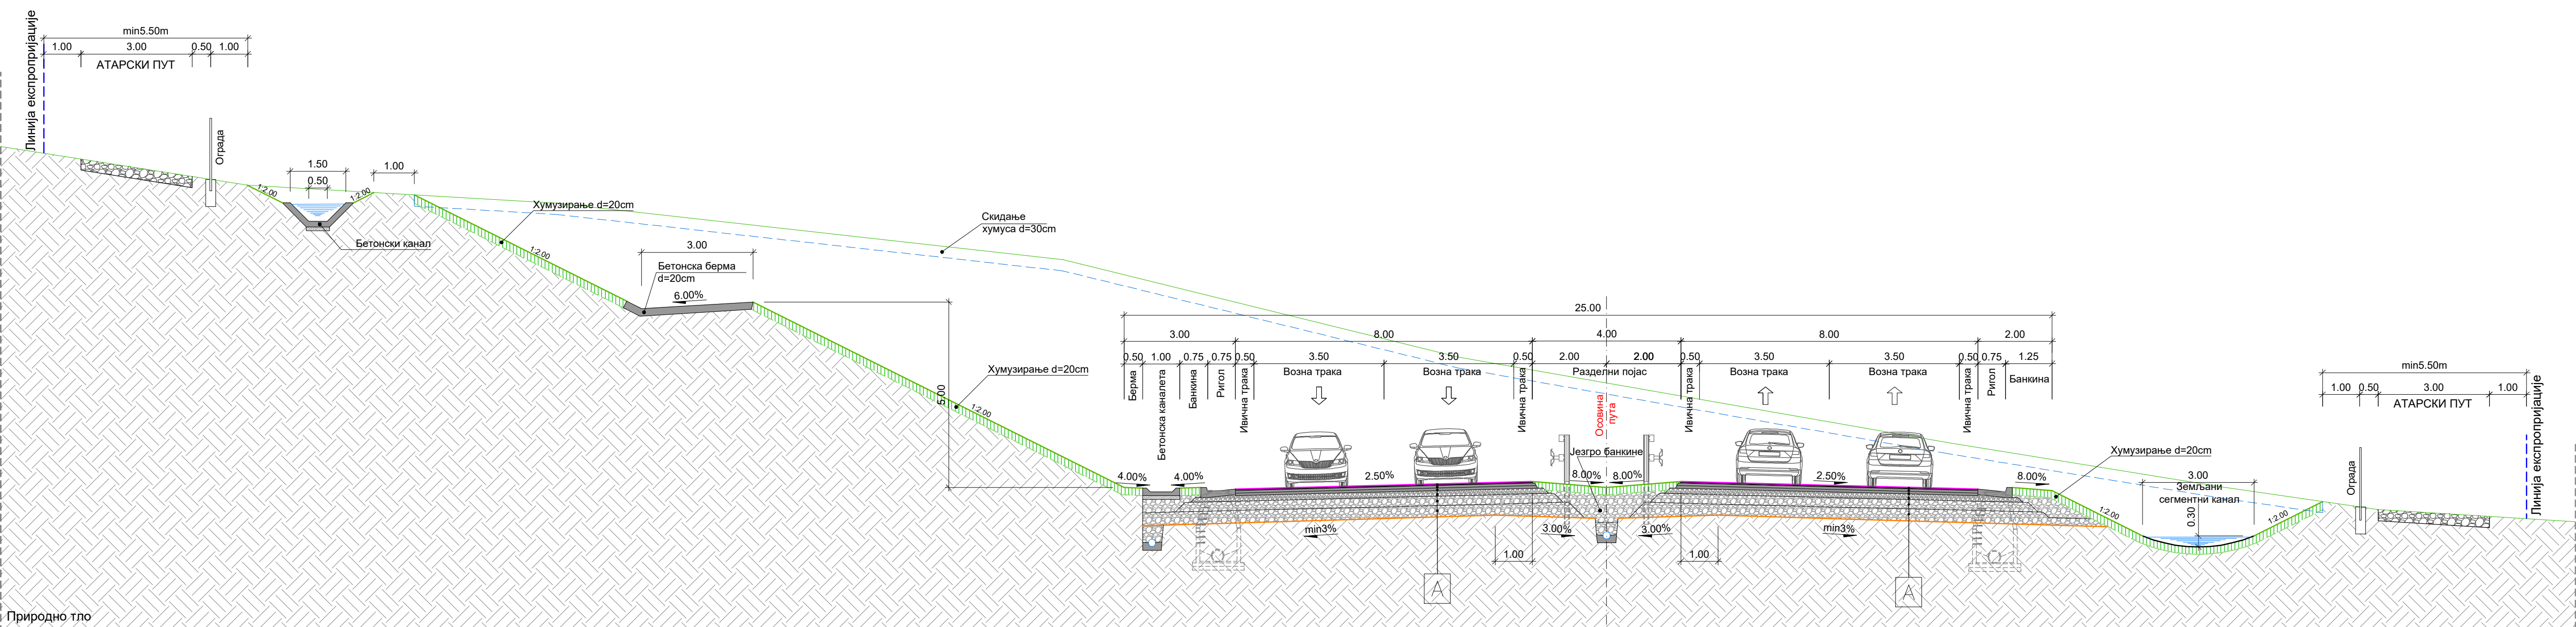 Линија експропријације
min5.50m
1.00 3.00 0.50 1.00
АТАРСКИ ПУТ
Ограда
1.50
0.50
1:2.00
1:2.00
1.00
Бетонски канал
Хумузирање d=20cm
1:2.00
3.00
Бетонска берма
d=20cm
6.00%
Скидање
хумуса d=30cm
Хумузирање d=20cm
1:2.00
5.00
25.00
3.00 8.00 4.00 8.00 2.00
0.50 1.00 0.75 0.75 0.50 3.50 3.50 0.50 2.00 2.00 0.50 3.50 3.50 0.50 0.75 1.25
Берма
Бетонска каналета
Банкина
Ригол
Ивична трака
Возна трака
Возна трака
Ивична трака
Разделни појас
Ивична трака
Возна трака
Возна трака
Ивична трака
Ригол
Банкина
Осовина
пута
Језгро банкине
4.00% 4.00% 2.50% 8.00% 8.00% 2.50% 8.00%
min3% 3.00% 3.00% min3%
1.00 1.00
A A
Хумузирање d=20cm
3.00
Земљани
сегментни канал
0.30
1:2.00
1:2.00
Ограда
min5.50m
1.00 0.50 3.00 1.00
АТАРСКИ ПУТ
Линија експропријације
Природно тло